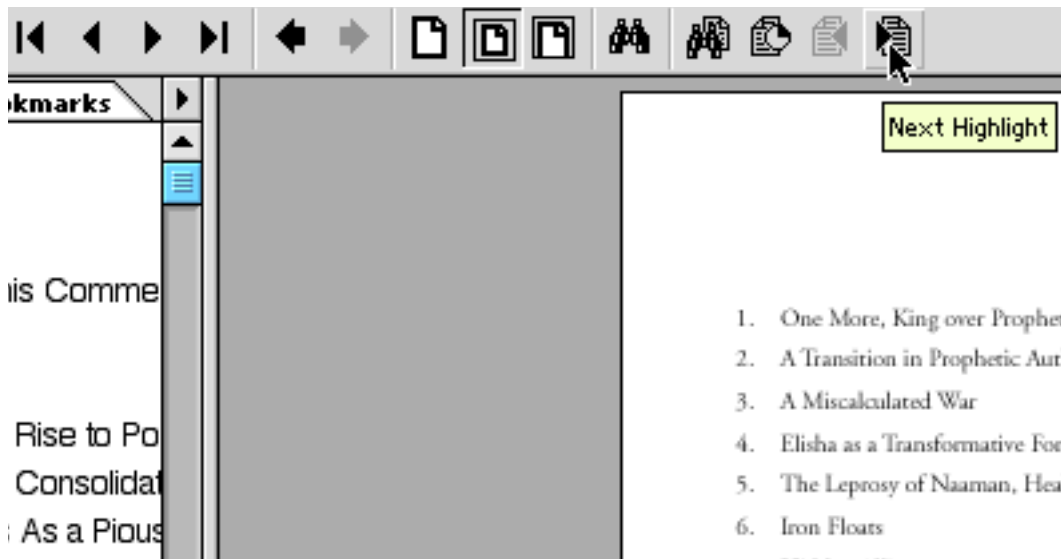 okmarks
Next Highlight
is Comme
Rise to Po
Consolidat
As a Pious
1. One More, King over Prophet
2. A Transition in Prophetic Aut
3. A Miscalculated War
4. Elisha as a Transformative For
5. The Leprosy of Naaman, Hea
6. Iron Floats